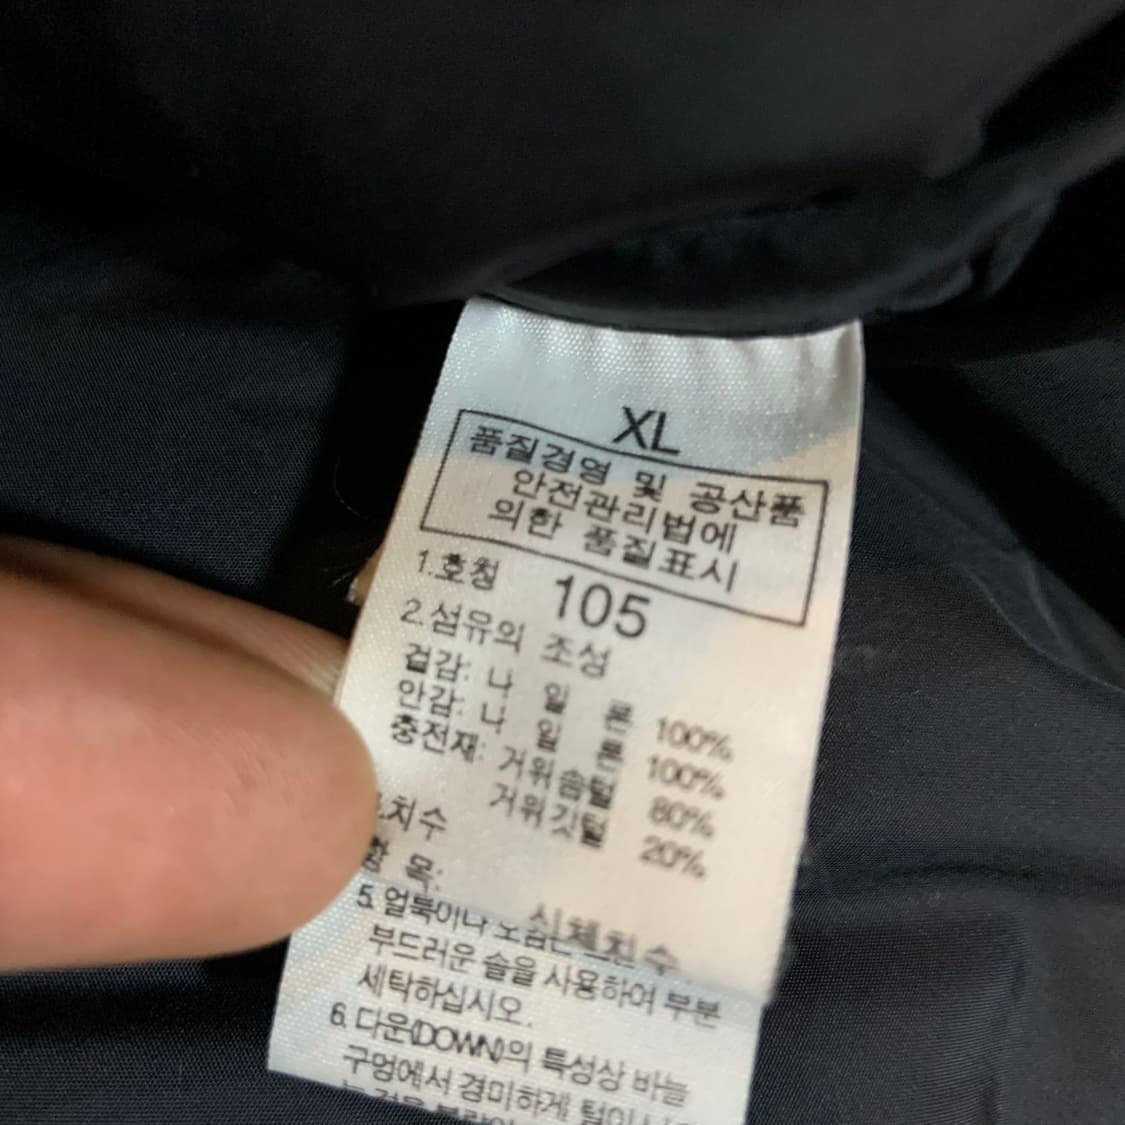 XL
품질경영 및 공산품
안전관리법에
의한 품질표시
1.호칭 105
2.섬유의 조성
겉감: 나 일 론 100%
안감: 나 일 론 100%
충전재: 거위솜털 80%
거위깃털 20%
치수
항 목:
신체치수
5.얼룩이나
부드러운 솔을 사용하여 부분
세탁하십시오.
6.다운(DOWN)의 특성상 바늘
구멍에서 경미하게 털이